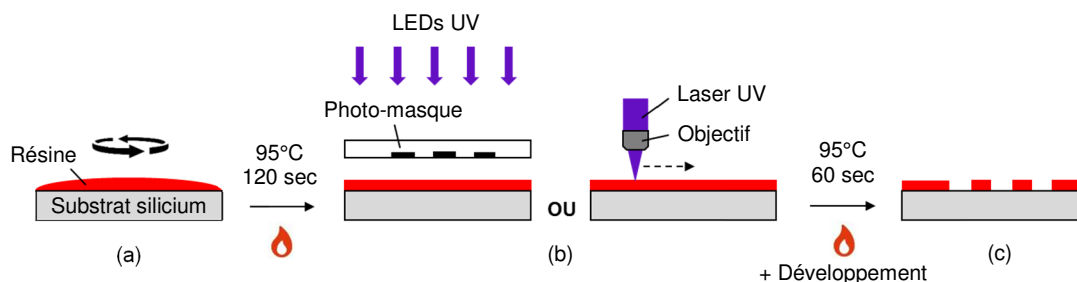 LEDs UV
Photo-masque
Résine
Substrat silicium
(a)
95°C
120 sec
OU
(b)
Laser UV
Objectif
95°C
60 sec
+ Développement
(c)